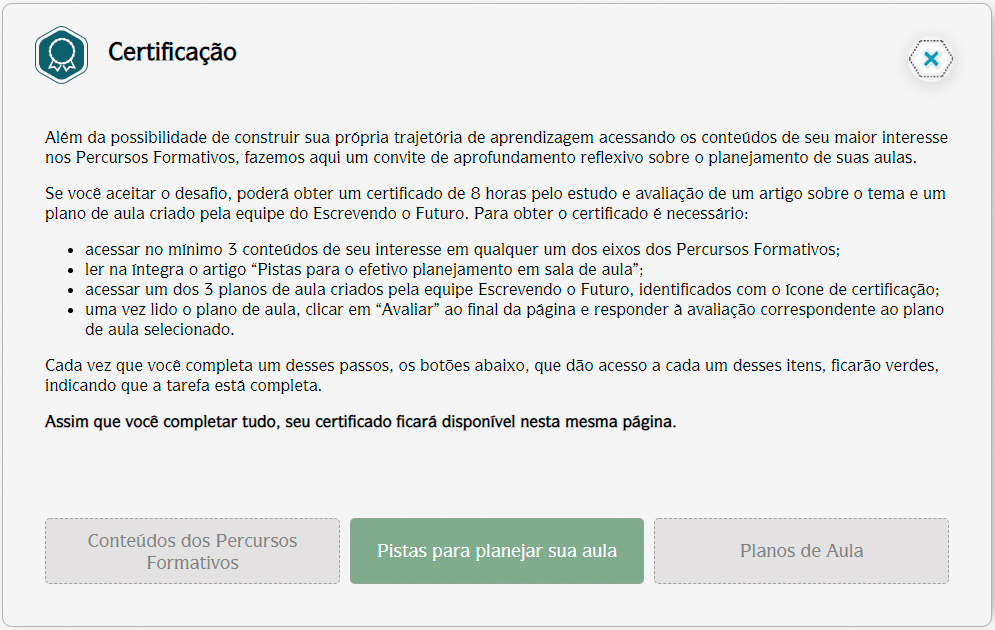 Certificação
Além da possibilidade de construir sua própria trajetória de aprendizagem acessando os conteúdos de seu maior interesse
nos Percursos Formativos, fazemos aqui um convite de aprofundamento reflexivo sobre o planejamento de suas aulas.
Se você aceitar o desafio, poderá obter um certificado de 8 horas pelo estudo e avaliação de um artigo sobre o tema e um
plano de aula criado pela equipe do Escrevendo o Futuro. Para obter o certificado é necessário:
• acessar no mínimo 3 conteúdos de seu interesse em qualquer um dos eixos dos Percursos Formativos;
• ler na íntegra o artigo “Pistas para o efetivo planejamento em sala de aula”;
• acessar um dos 3 planos de aula criados pela equipe Escrevendo o Futuro, identificados com o ícone de certificação;
• uma vez lido o plano de aula, clicar em “Avaliar” ao final da página e responder à avaliação correspondente ao plano
de aula selecionado.
Cada vez que você completa um desses passos, os botões abaixo, que dão acesso a cada um desses itens, ficarão verdes,
indicando que a tarefa está completa.
Assim que você completar tudo, seu certificado ficará disponível nesta mesma página.
Conteúdos dos Percursos
Formativos
Pistas para planejar sua aula
Planos de Aula